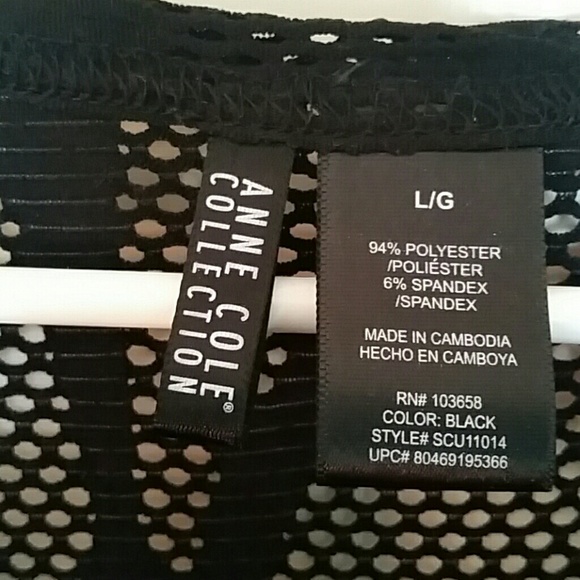 ANNE COLE®
COLLECTION
L/G
94% POLYESTER
/POLIÉSTER
6% SPANDEX
/SPANDEX
MADE IN CAMBODIA
HECHO EN CAMBOYA
RN# 103658
COLOR: BLACK
STYLE# SCU11014
UPC# 80469195366